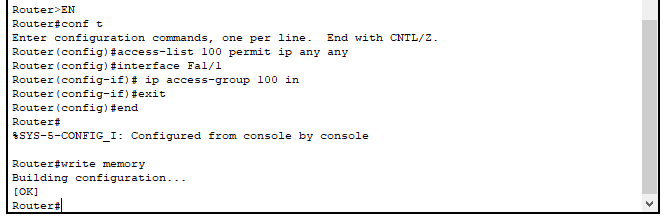 Router>EN
Router#conf t
Enter configuration commands, one per line.  End with CNTL/Z.
Router(config)#access-list 100 permit ip any any
Router(config)#interface Fa1/1
Router(config-if)# ip access-group 100 in
Router(config-if)#exit
Router(config)#end
Router#
%SYS-5-CONFIG_I: Configured from console by console

Router#write memory
Building configuration...
[OK]
Router#